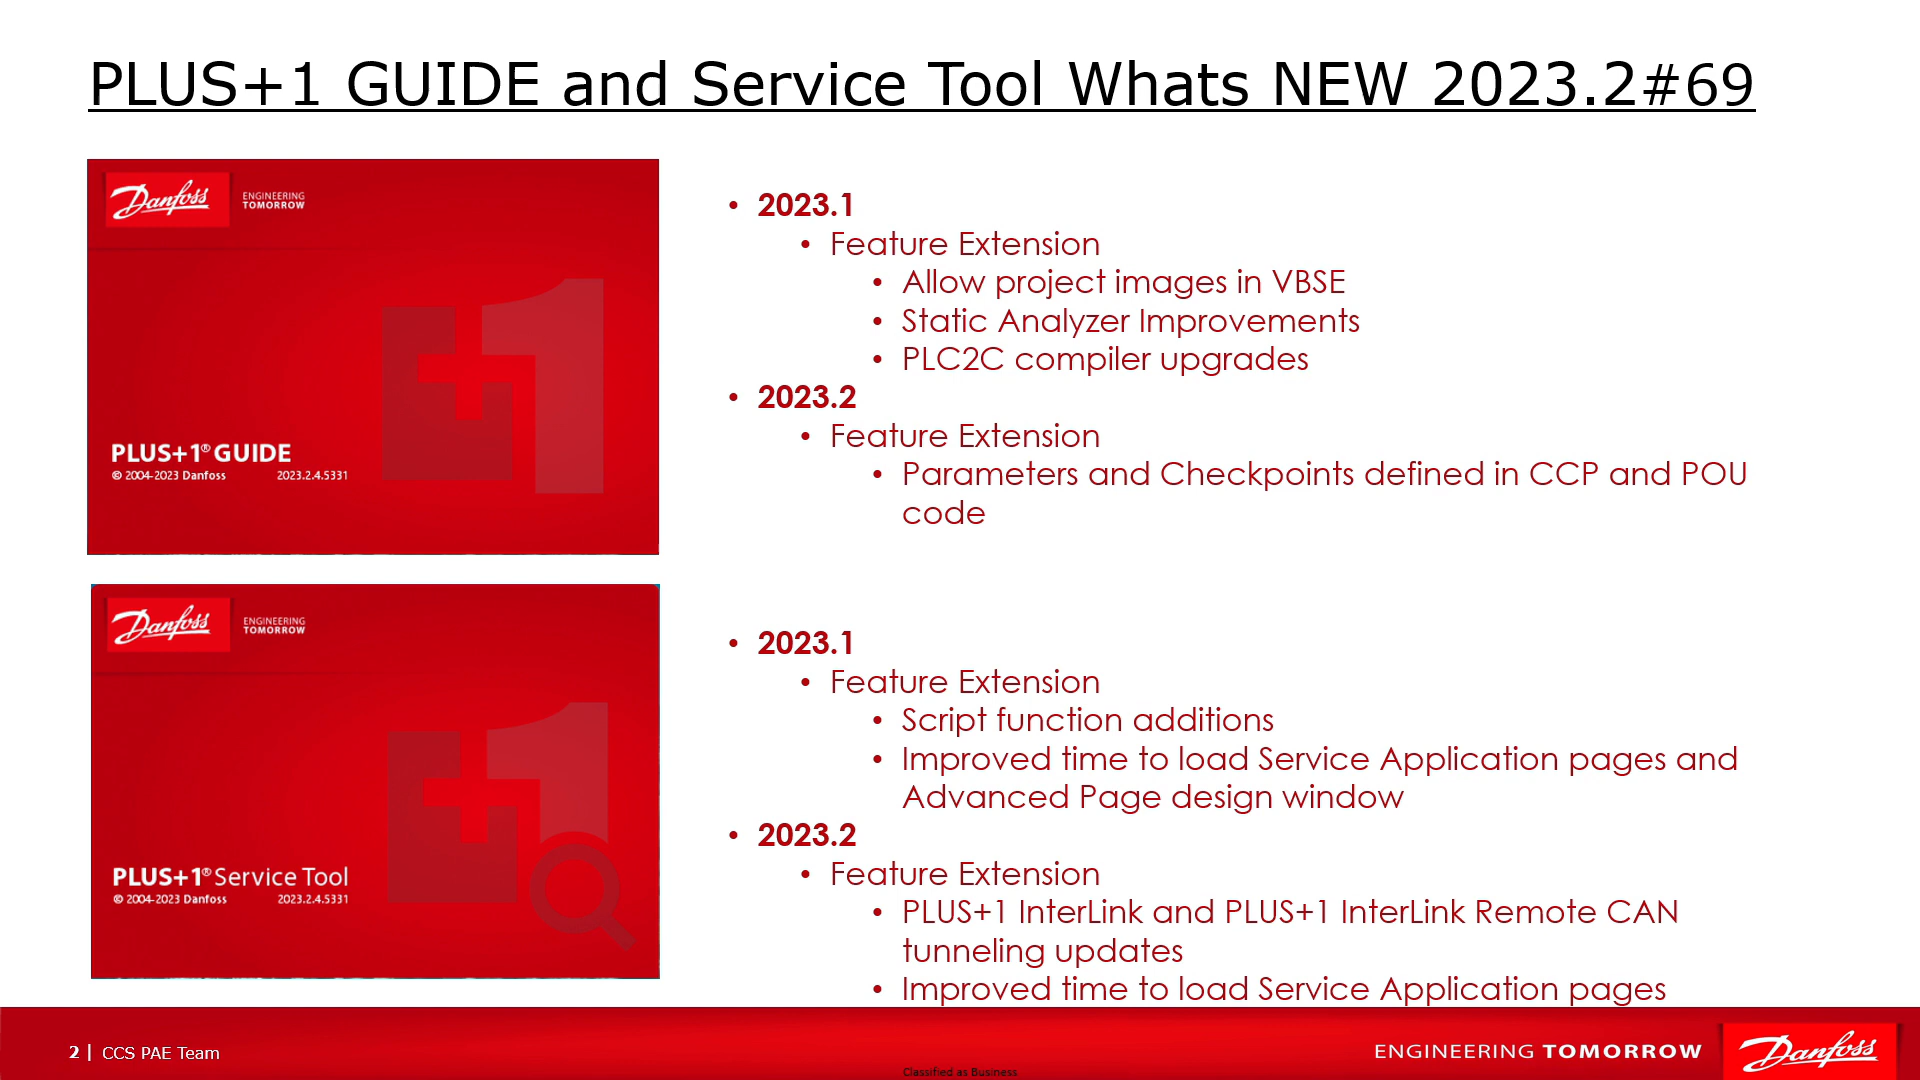 PLUS+1 GUIDE and Service Tool Whats NEW 2023.2#69
Danfoss
ENGINEERING
TOMORROW
PLUS+1® GUIDE
© 2004-2023 Danfoss 2023.2.4.5331
• 2023.1
• Feature Extension
• Allow project images in VBSE
• Static Analyzer Improvements
• PLC2C compiler upgrades
• 2023.2
• Feature Extension
• Parameters and Checkpoints defined in CCP and POU
code
Danfoss
ENGINEERING
TOMORROW
PLUS+1® Service Tool
© 2004-2023 Danfoss 2023.2.4.5331
• 2023.1
• Feature Extension
• Script function additions
• Improved time to load Service Application pages and
Advanced Page design window
• 2023.2
• Feature Extension
• PLUS+1 InterLink and PLUS+1 InterLink Remote CAN
tunneling updates
• Improved time to load Service Application pages
2 | CCS PAE Team
Classified as Business
ENGINEERING TOMORROW
Danfoss